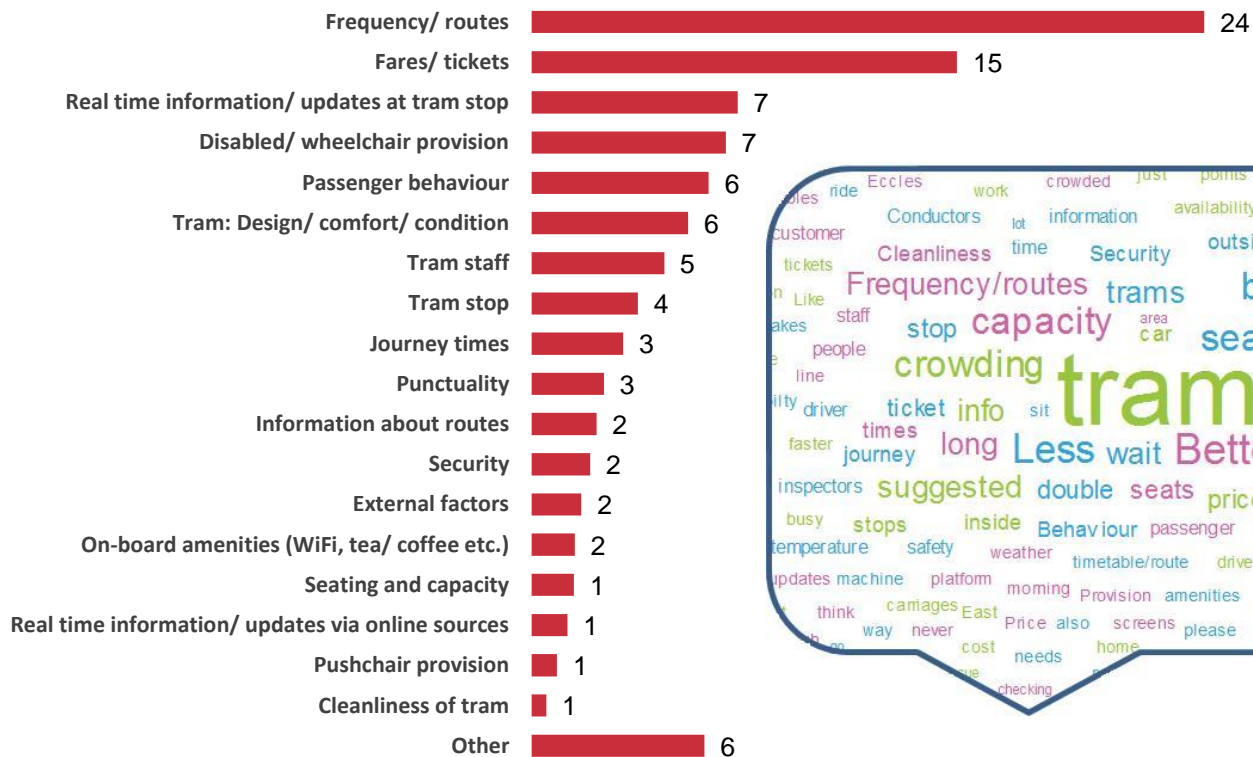 Frequency/ routes 24
Fares/ tickets 15
Real time information/ updates at tram stop 7
Disabled/ wheelchair provision 7
Passenger behaviour 6
Tram: Design/ comfort/ condition 6
Tram staff 5
Tram stop 4
Journey times 3
Punctuality 3
Information about routes 2
Security 2
External factors 2
On-board amenities (WiFi, tea/ coffee etc.) 2
Seating and capacity 1
Real time information/ updates via online sources 1
Pushchair provision 1
Cleanliness of tram 1
Other 6
ride Eccles work crowded just points
Conductors lot information availability
customer
Cleanliness time Security
tickets
Like Frequency/routes trams
staff stop capacity area car
people
line crowding tram
driver ticket info sit
faster times journey long Less wait
inspectors suggested double seats
busy stops inside Behaviour passenger
temperature safety weather timetable/route
updates machine platform morning Provision amenities
think carriages East Price also screens please
way never cost home
needs
checking